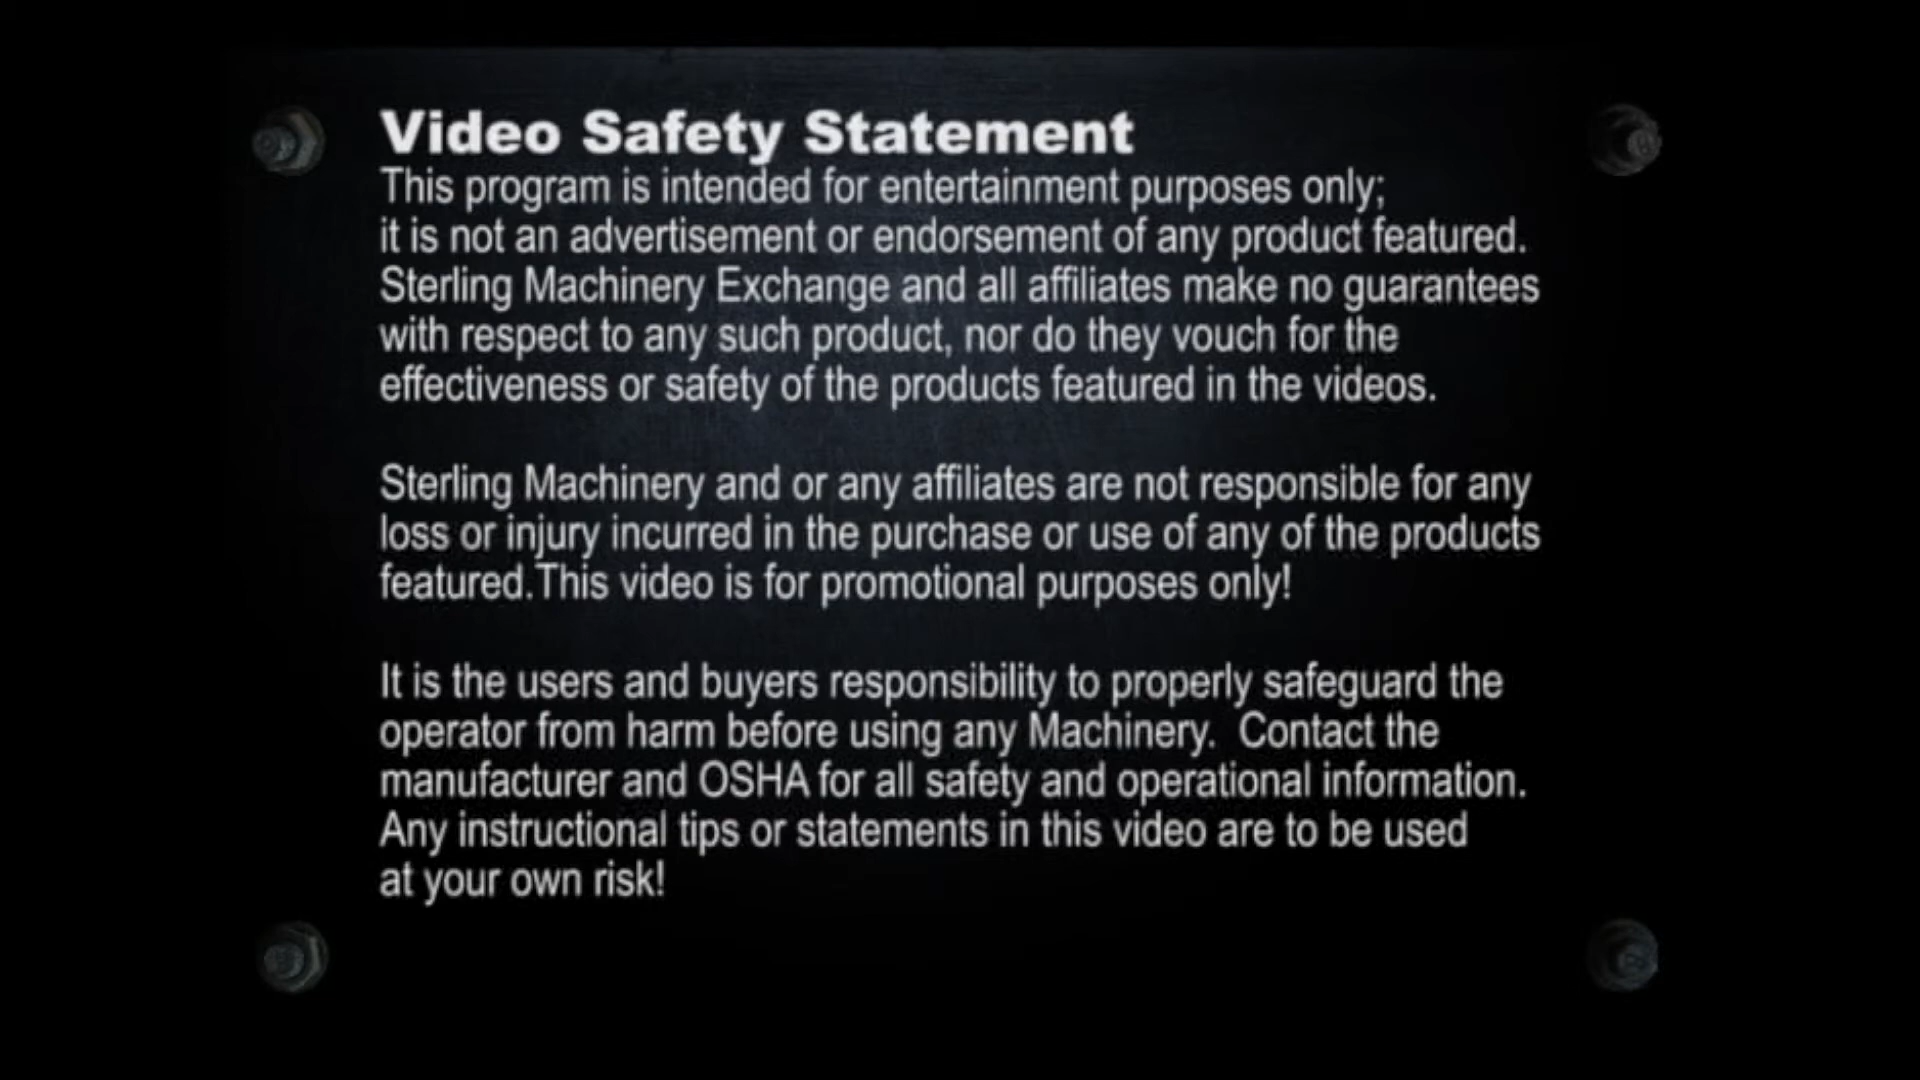 Video Safety Statement
This program is intended for entertainment purposes only;
it is not an advertisement or endorsement of any product featured.
Sterling Machinery Exchange and all affiliates make no guarantees
with respect to any such product, nor do they vouch for the
effectiveness or safety of the products featured in the videos.
Sterling Machinery and or any affiliates are not responsible for any
loss or injury incurred in the purchase or use of any of the products
featured.This video is for promotional purposes only!
It is the users and buyers responsibility to properly safeguard the
operator from harm before using any Machinery.  Contact the
manufacturer and OSHA for all safety and operational information.
Any instructional tips or statements in this video are to be used
at your own risk!